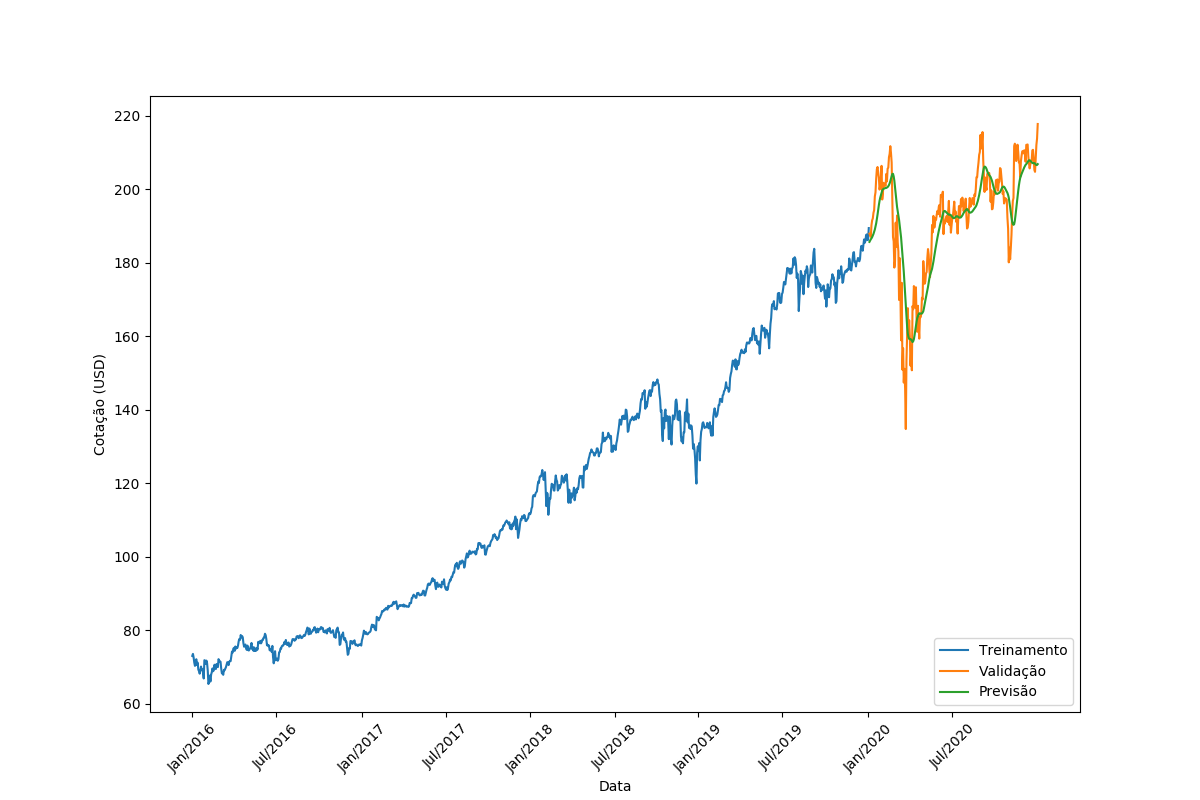 220
200
180
160
140
120
100
80
60
Cotação (USD)
Treinamento
Validação
Previsão
Jan/2016
Jul/2016
Jan/2017
Jul/2017
Jan/2018
Jul/2018
Jan/2019
Jul/2019
Jan/2020
Jul/2020
Data